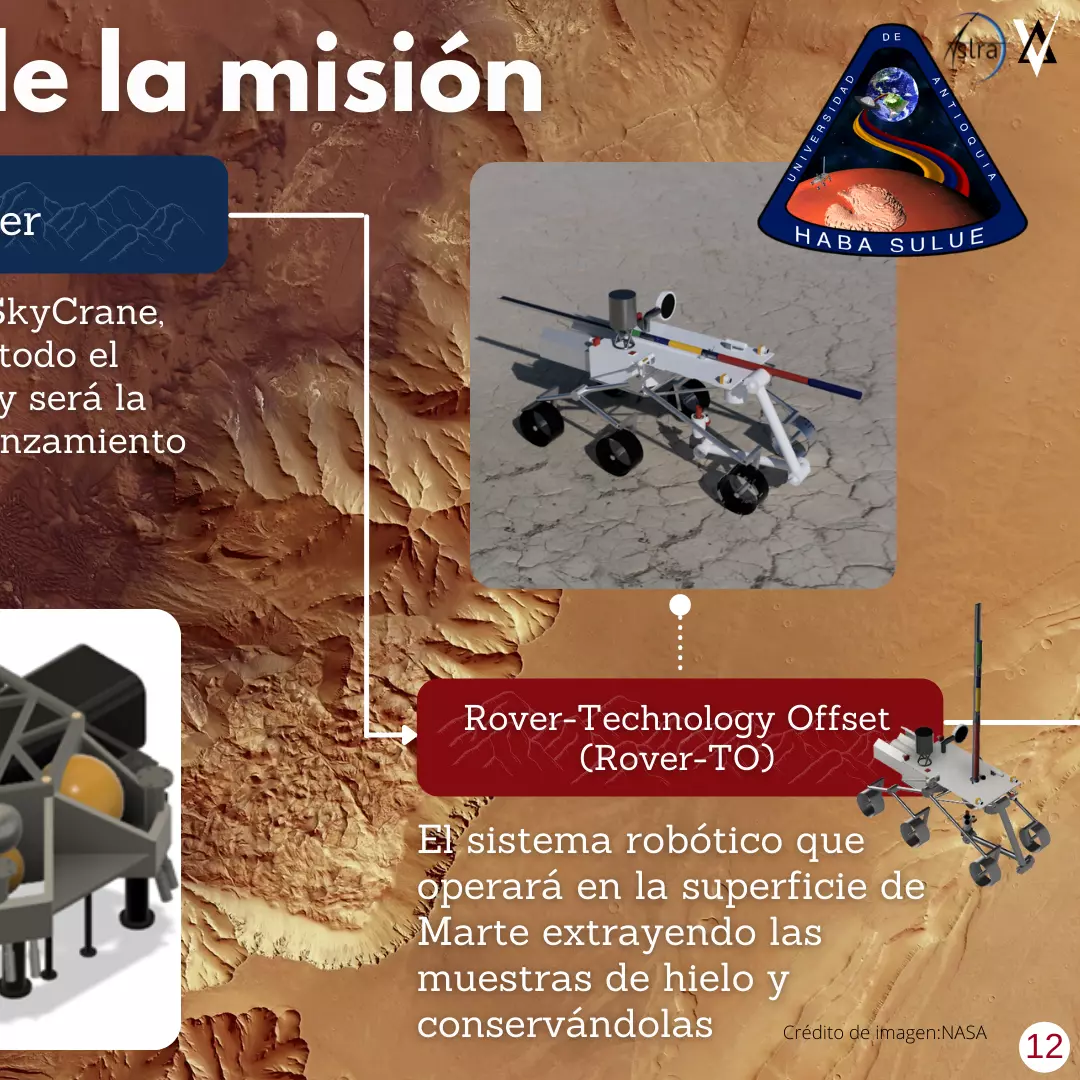 de la misión
DE
UNIVERSIDAD
ANTIOQUIA
HABA SULUE
er
SkyCrane,
todo el
y será la
nzamiento
Rover-Technology Offset
(Rover-TO)
El sistema robótico que
operará en la superficie de
Marte extrayendo las
muestras de hielo y
conservándolas
Crédito de imagen:NASA
12